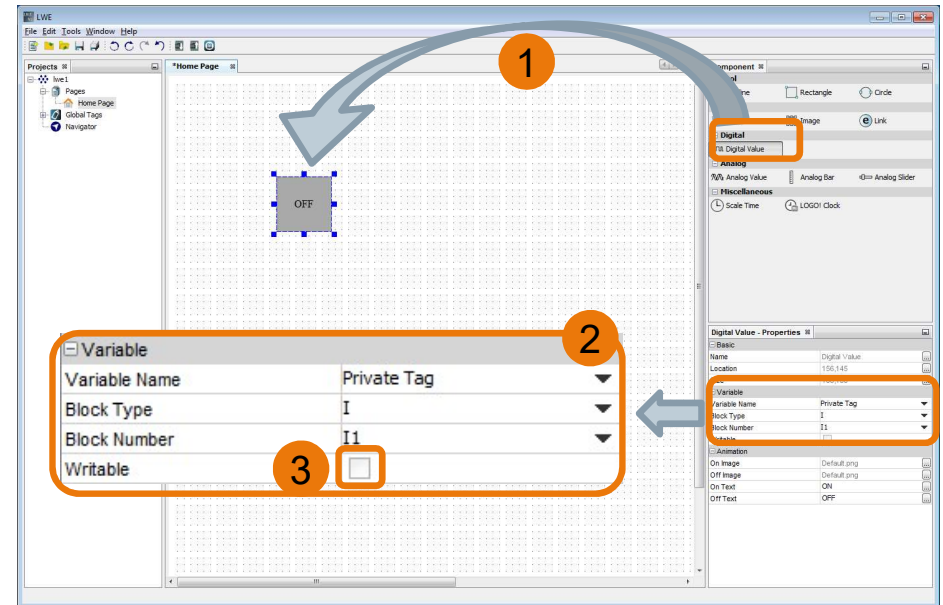 LWE
File Edit Tools Window Help
Projects
lwe1
Pages
Home Page
Global Tags
Navigator
*Home Page
1
OFF
Component
Rectangle Circle
Image Link
Digital
Digital Value
Analog
Analog Value Analog Bar Analog Slider
Miscellaneous
Scale Time LOGO! Clock
2
Variable
Variable Name Private Tag
Block Type I
Block Number I1
Writable
3
Digital Value - Properties
Basic
Name Digital Value
Location 156,145
Variable
Variable Name Private Tag
Block Type I
Block Number I1
Writable
Animation
On Image Default.png
Off Image Default.png
On Text ON
Off Text OFF